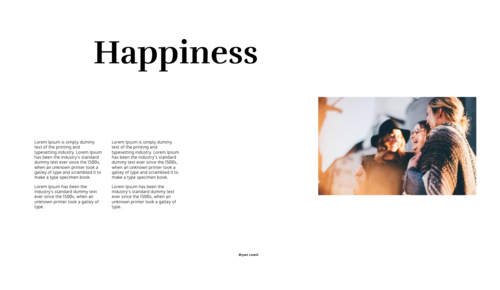 Happiness
Lorem Ipsum is simply dummy
text of the printing and
typesetting industry. Lorem Ipsum
has been the industry's standard
dummy text ever since the 1500s,
when an unknown printer took a
galley of type and scrambled it to
make a type specimen book.
Lorem Ipsum has been the
industry's standard dummy text
ever since the 1500s, when an
unknown printer took a galley of
type.
Lorem Ipsum is simply dummy
text of the printing and
typesetting industry. Lorem Ipsum
has been the industry's standard
dummy text ever since the 1500s,
when an unknown printer took a
galley of type and scrambled it to
make a type specimen book.
Lorem Ipsum has been the
industry's standard dummy text
ever since the 1500s, when an
unknown printer took a galley of
type.